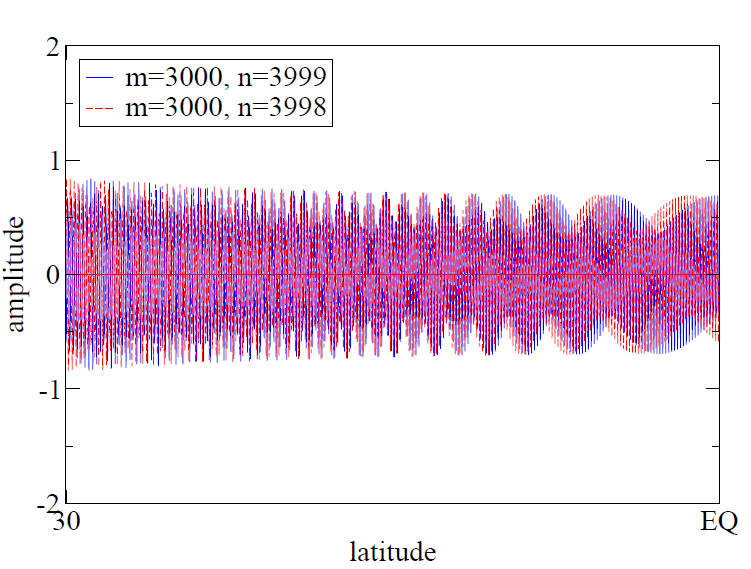 2
m=3000, n=3999
m=3000, n=3998
1
amplitude
0
-1
-2
30
EQ
latitude